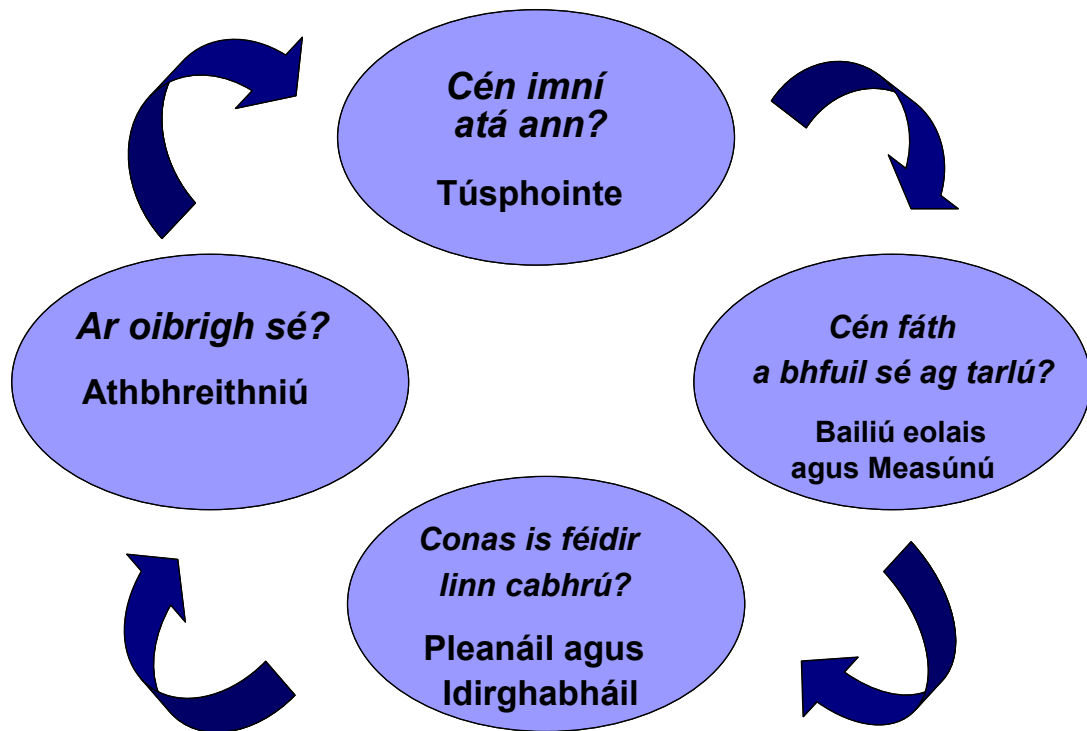 Cén imní
atá ann?
Túsphointe
Cén fáth
a bhfuil sé ag tarlú?
Bailiú eolais
agus Measúnú
Conas is féidir
linn cabhrú?
Pleanáil agus
Idirghabháil
Ar oibrigh sé?
Athbhreithniú